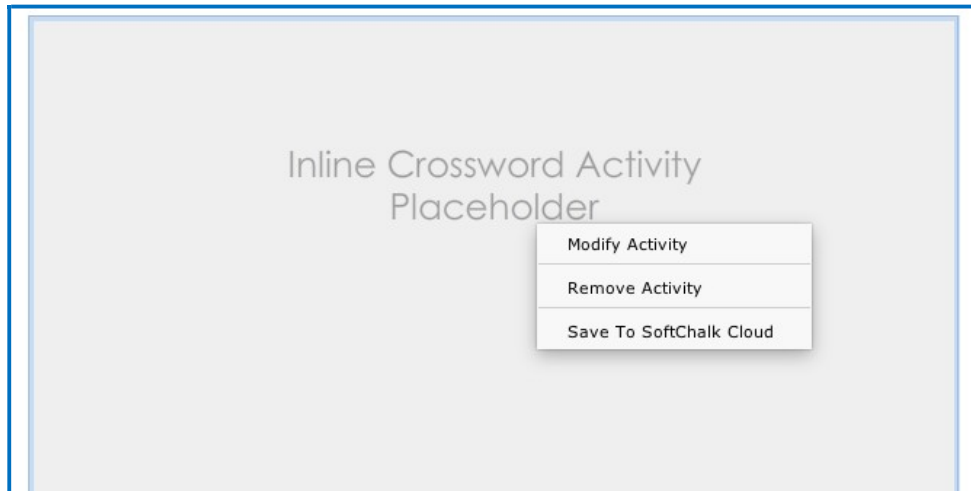 Inline Crossword Activity
Placeholder
Modify Activity
Remove Activity
Save To SoftChalk Cloud